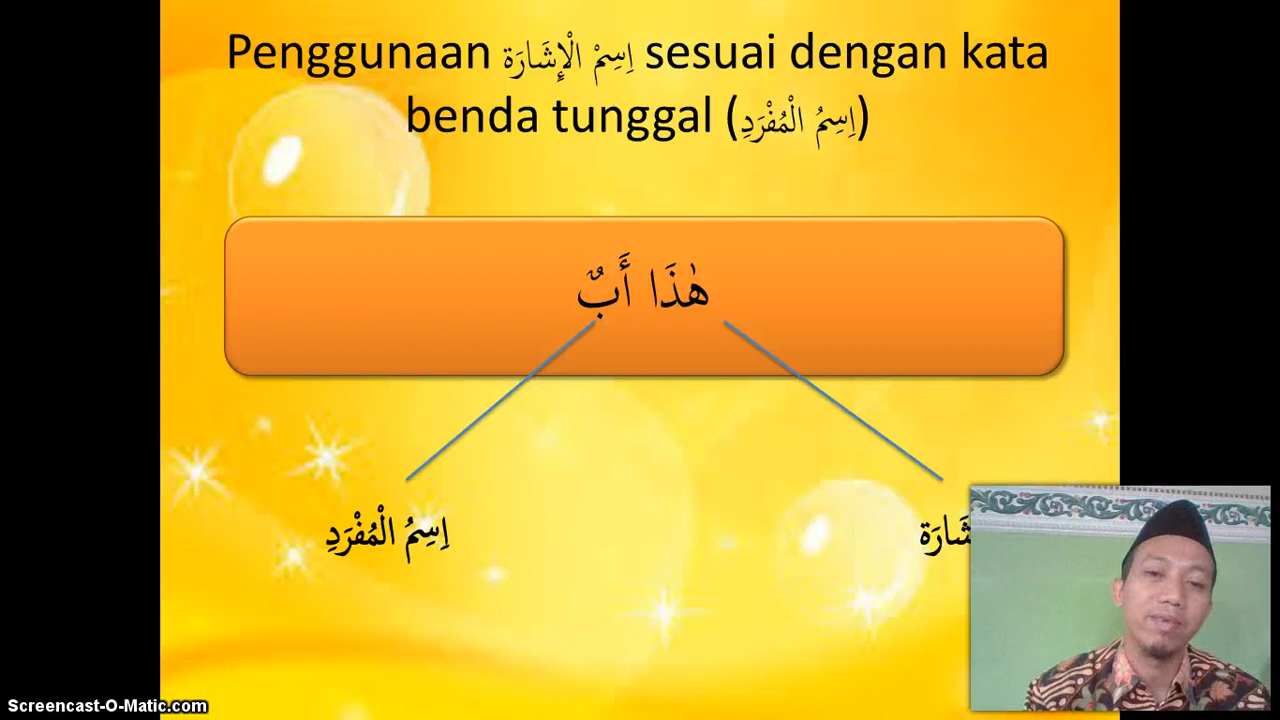 Penggunaan اِسِمْ الْإِشَارَة sesuai dengan kata
benda tunggal (اِسِمُ الْمُفْرَدِ)
هٰذَا أَبٌ
اِسِمُ الْمُفْرَدِ
Screencast-O-Matic.com